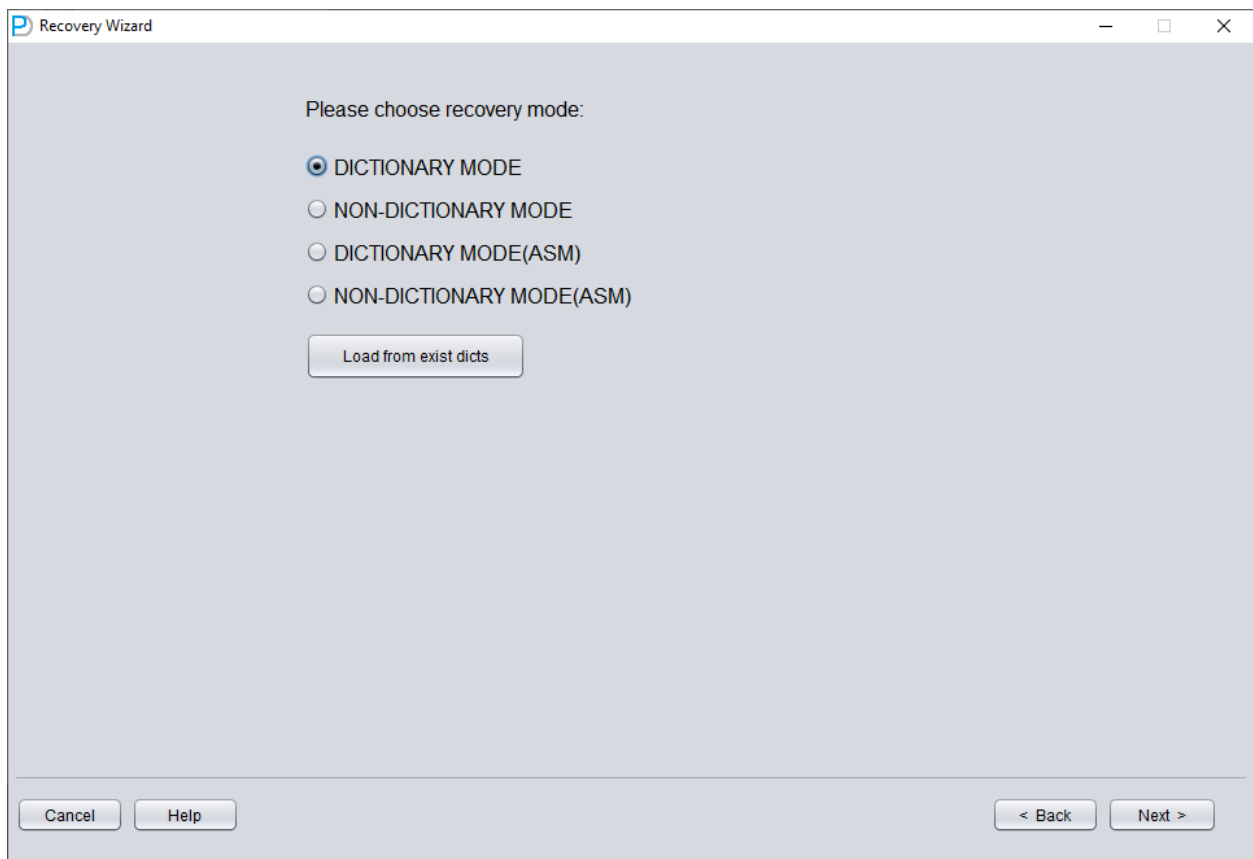 Recovery Wizard
Please choose recovery mode:
DICTIONARY MODE
NON-DICTIONARY MODE
DICTIONARY MODE(ASM)
NON-DICTIONARY MODE(ASM)
Load from exist dicts
Cancel Help < Back Next >